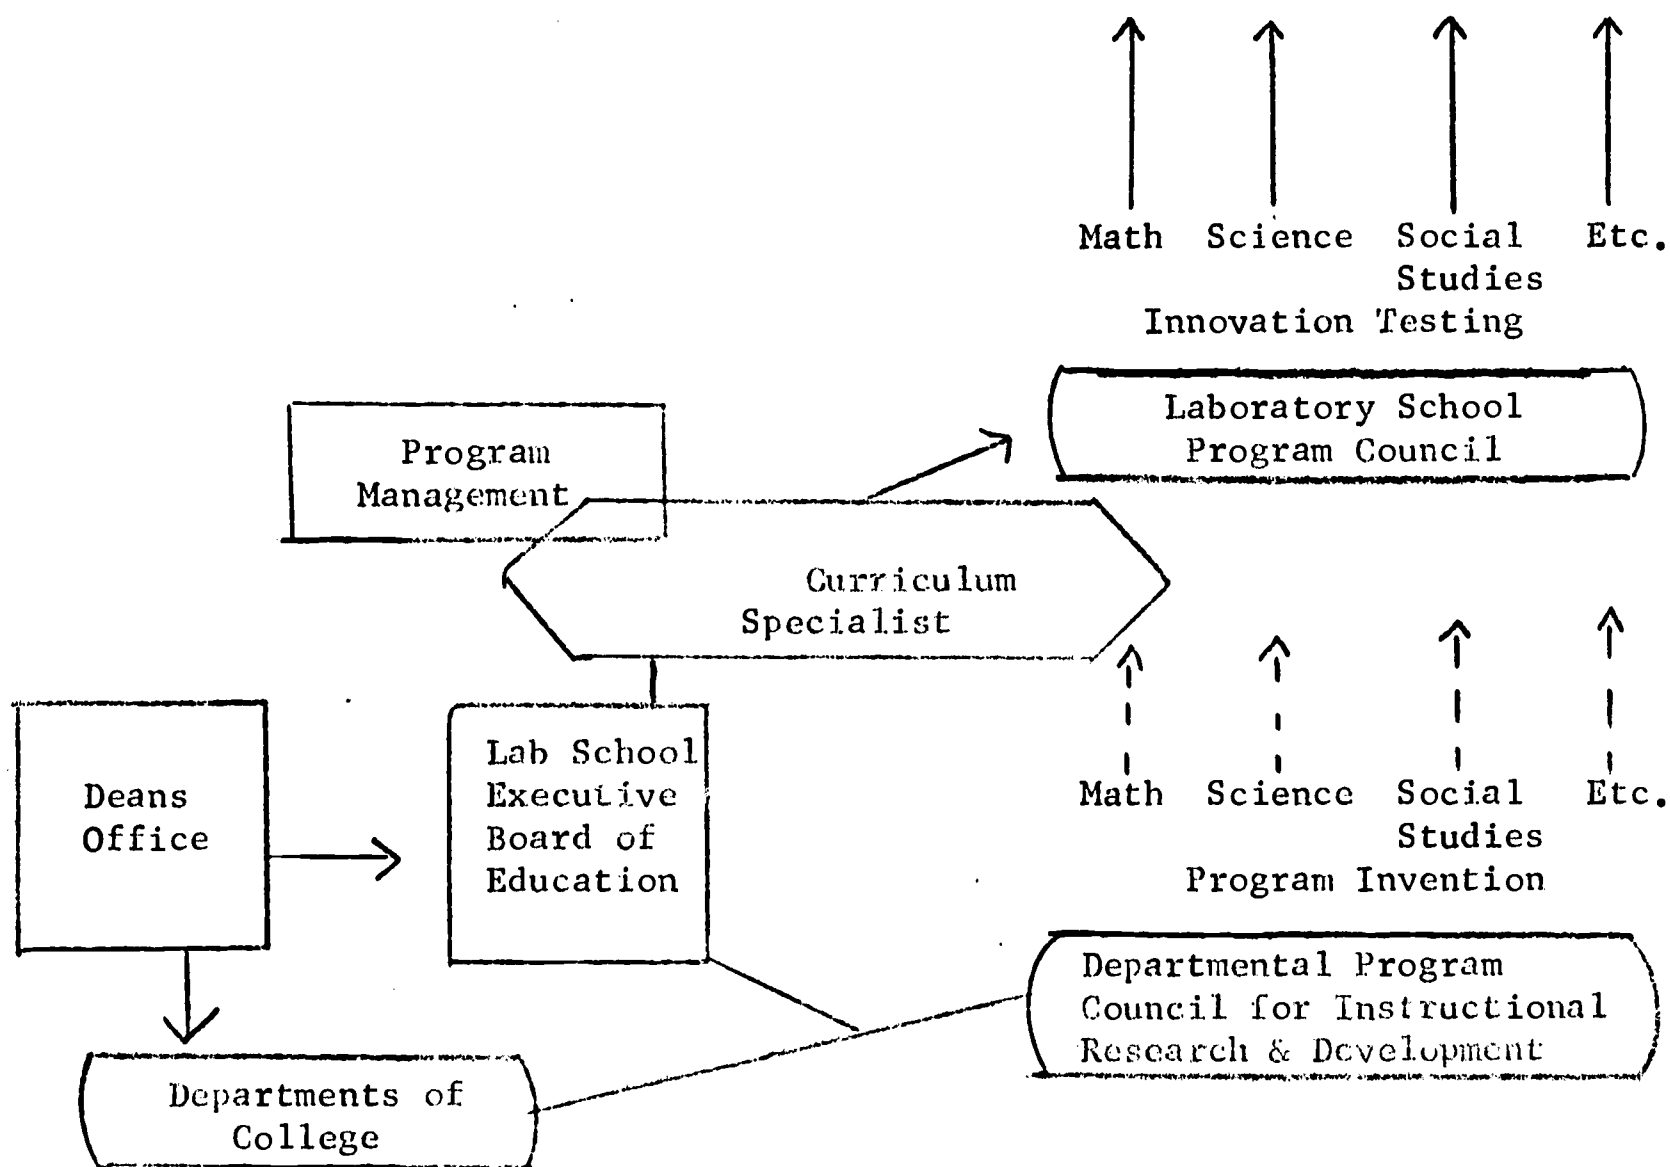 Math Science Social Etc.
Studies
Innovation Testing
Laboratory School
Program Council
Program
Management
Curriculum
Specialist
Deans
Office
Lab School
Executive
Board of
Education
Math Science Social Etc.
Studies
Program Invention
Departmental Program
Council for Instructional
Research & Development
Departments of
College